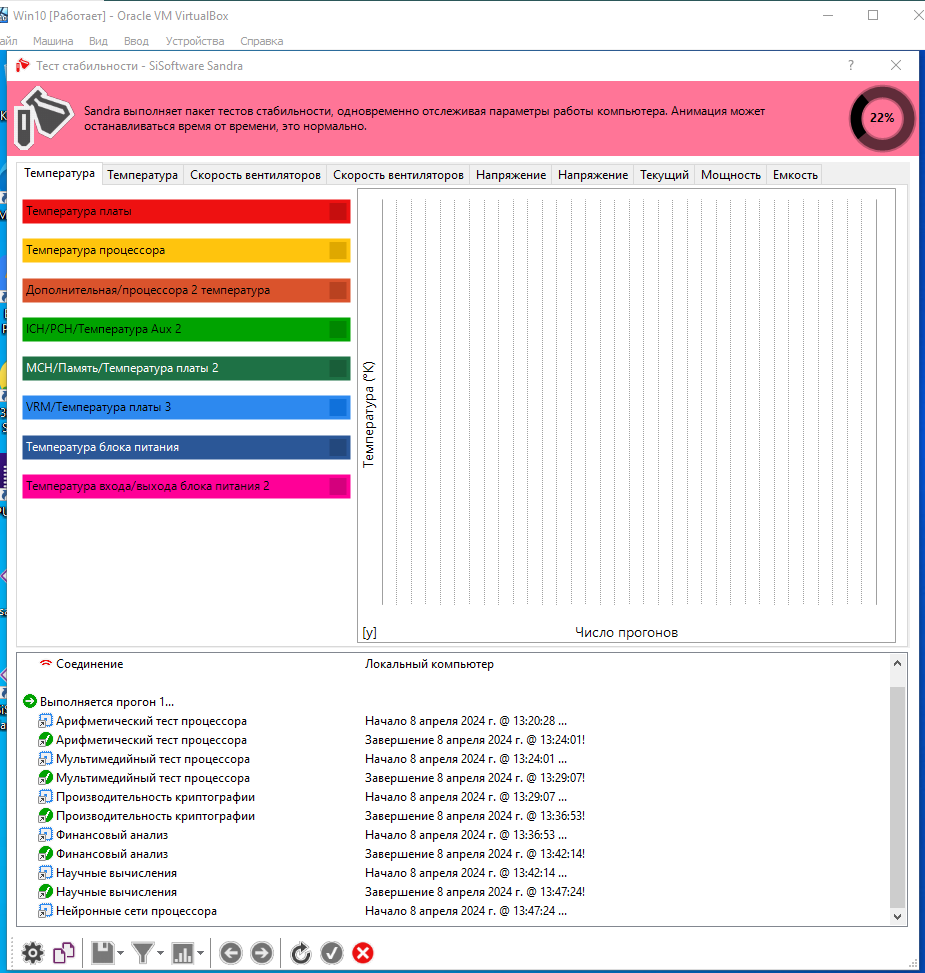 Win10 [Работает] - Oracle VM VirtualBox
айл Машина Вид Ввод Устройства Справка
Тест стабильности - SiSoftware Sandra
?
Sandra выполняет пакет тестов стабильности, одновременно отслеживая параметры работы компьютера. Анимация может
останавливаться время от времени, это нормально.
22%
Температура Температура Скорость вентиляторов Скорость вентиляторов Напряжение Напряжение Текущий Мощность Емкость
Температура платы
Температура процессора
Дополнительная/процессора 2 температура
ICH/PCH/Температура Aux 2
MCH/Память/Температура платы 2
VRM/Температура платы 3
Температура блока питания
Температура входа/выхода блока питания 2
Температура (°K)
[y] Число прогонов
Соединение Локальный компьютер
Выполняется прогон 1...
Арифметический тест процессора Начало 8 апреля 2024 г. @ 13:20:28 ...
Арифметический тест процессора Завершение 8 апреля 2024 г. @ 13:24:01!
Мультимедийный тест процессора Начало 8 апреля 2024 г. @ 13:24:01 ...
Мультимедийный тест процессора Завершение 8 апреля 2024 г. @ 13:29:07!
Производительность криптографии Начало 8 апреля 2024 г. @ 13:29:07 ...
Производительность криптографии Завершение 8 апреля 2024 г. @ 13:36:53!
Финансовый анализ Начало 8 апреля 2024 г. @ 13:36:53 ...
Финансовый анализ Завершение 8 апреля 2024 г. @ 13:42:14!
Научные вычисления Начало 8 апреля 2024 г. @ 13:42:14 ...
Научные вычисления Завершение 8 апреля 2024 г. @ 13:47:24!
Нейронные сети процессора Начало 8 апреля 2024 г. @ 13:47:24 ...